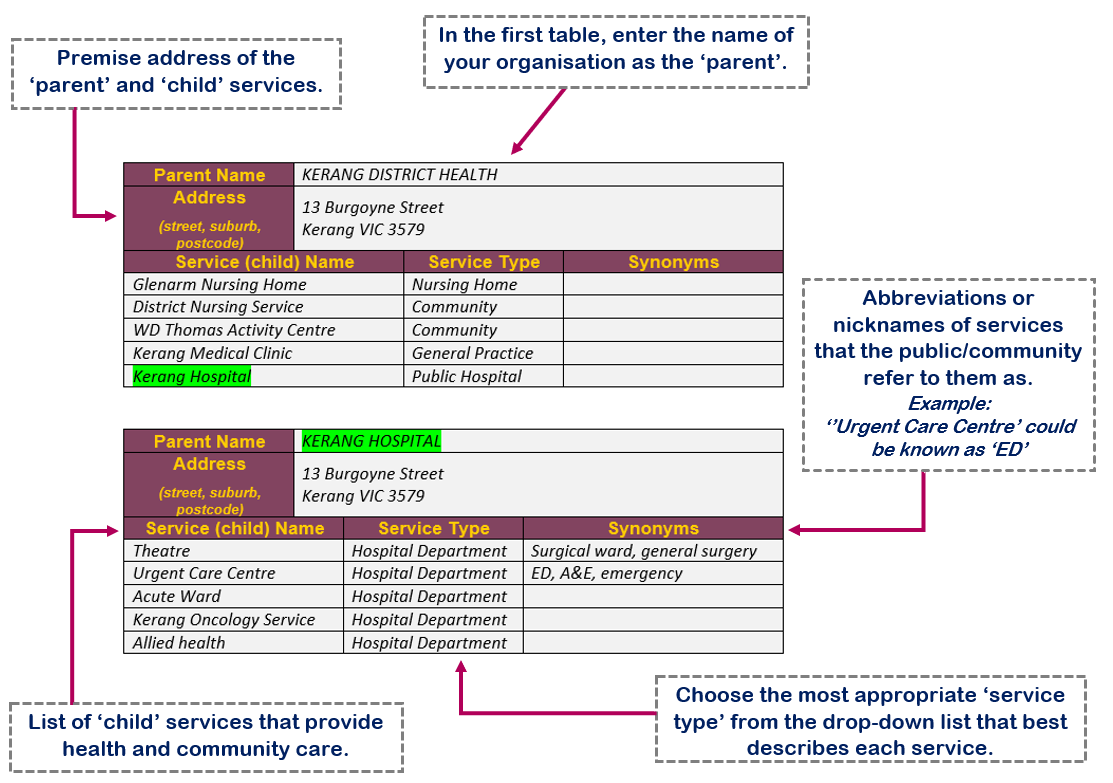 Premise address of the
‘parent’ and ‘child’ services.
In the first table, enter the name of
your organisation as the ‘parent’.
Parent Name KERANG DISTRICT HEALTH
Address
(street, suburb,
postcode)
13 Burgoyne Street
Kerang VIC 3579
Service (child) Name Service Type Synonyms
Glenarm Nursing Home Nursing Home
District Nursing Service Community
WD Thomas Activity Centre Community
Kerang Medical Clinic General Practice
Kerang Hospital Public Hospital
Abbreviations or
nicknames of services
that the public/community
refer to them as.
Example:
‘’Urgent Care Centre’ could
be known as ‘ED’
Parent Name KERANG HOSPITAL
Address
(street, suburb,
postcode)
13 Burgoyne Street
Kerang VIC 3579
Service (child) Name Service Type Synonyms
Theatre Hospital Department Surgical ward, general surgery
Urgent Care Centre Hospital Department ED, A&E, emergency
Acute Ward Hospital Department
Kerang Oncology Service Hospital Department
Allied health Hospital Department
List of ‘child’ services that provide
health and community care.
Choose the most appropriate ‘service
type’ from the drop-down list that best
describes each service.